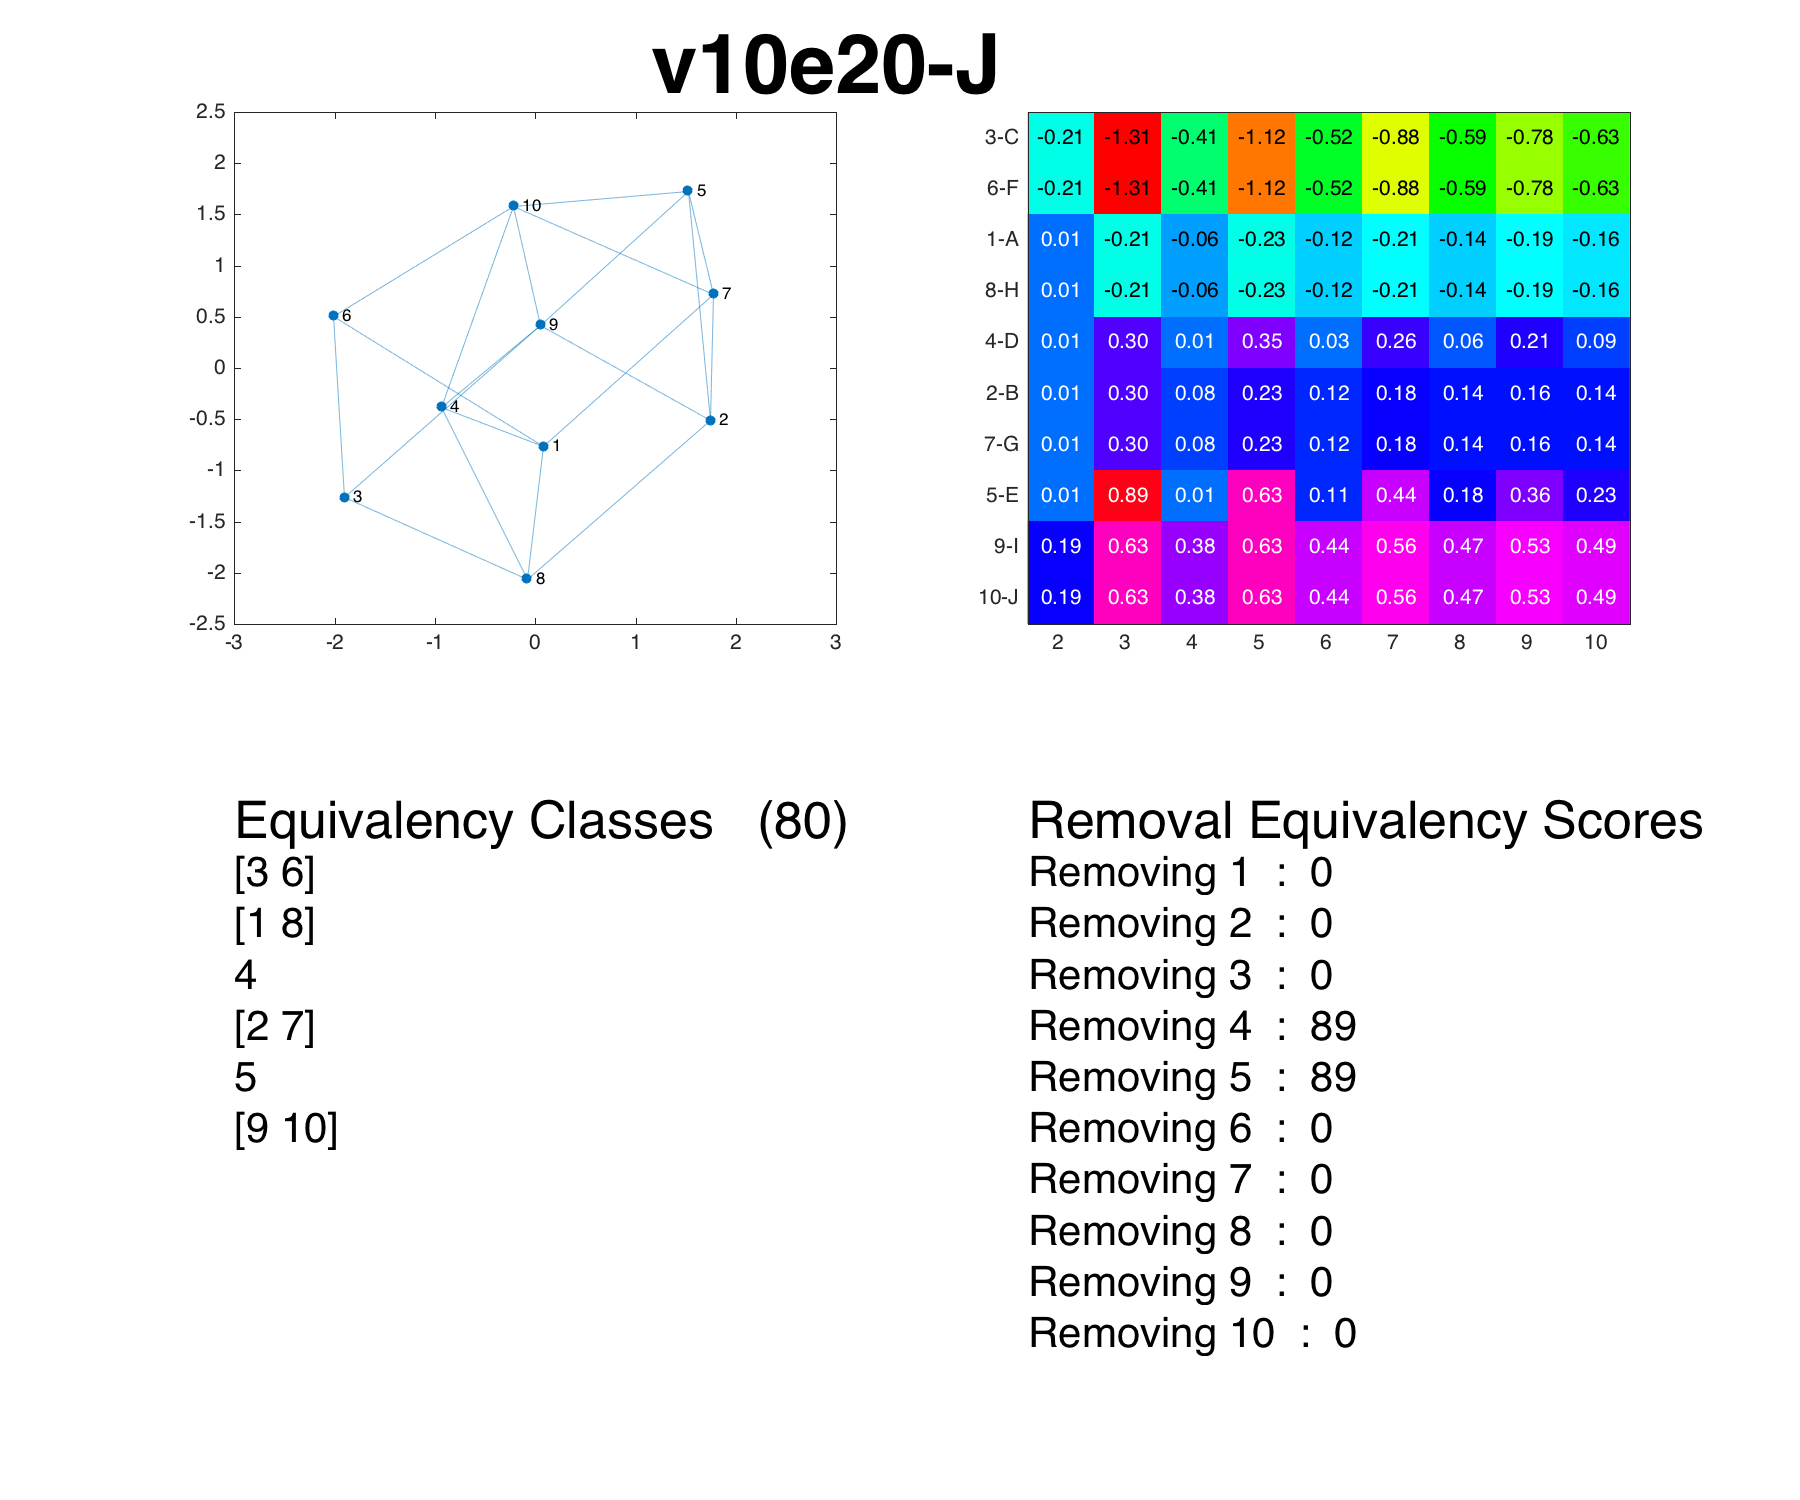 v10e20-J
2.5
2
1.5
1
0.5
0
-0.5
-1
-1.5
-2
-2.5
-3 -2 -1 0 1 2 3
5
10
7
6
9
4
2
1
3
8
3-C -0.21 -1.31 -0.41 -1.12 -0.52 -0.88 -0.59 -0.78 -0.63
6-F -0.21 -1.31 -0.41 -1.12 -0.52 -0.88 -0.59 -0.78 -0.63
1-A 0.01 -0.21 -0.06 -0.23 -0.12 -0.21 -0.14 -0.19 -0.16
8-H 0.01 -0.21 -0.06 -0.23 -0.12 -0.21 -0.14 -0.19 -0.16
4-D 0.01 0.30 0.01 0.35 0.03 0.26 0.06 0.21 0.09
2-B 0.01 0.30 0.08 0.23 0.12 0.18 0.14 0.16 0.14
7-G 0.01 0.30 0.08 0.23 0.12 0.18 0.14 0.16 0.14
5-E 0.01 0.89 0.01 0.63 0.11 0.44 0.18 0.36 0.23
9-I 0.19 0.63 0.38 0.63 0.44 0.56 0.47 0.53 0.49
10-J 0.19 0.63 0.38 0.63 0.44 0.56 0.47 0.53 0.49
2 3 4 5 6 7 8 9 10
Equivalency Classes (80)
[3 6]
[1 8]
4
[2 7]
5
[9 10]
Removal Equivalency Scores
Removing 1 : 0
Removing 2 : 0
Removing 3 : 0
Removing 4 : 89
Removing 5 : 89
Removing 6 : 0
Removing 7 : 0
Removing 8 : 0
Removing 9 : 0
Removing 10 : 0